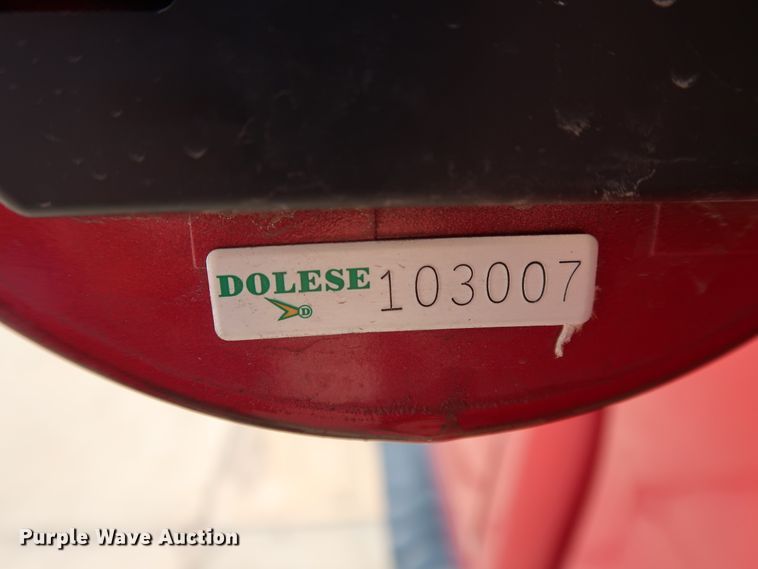 DOLESE 103007
D
Purple Wave Auction